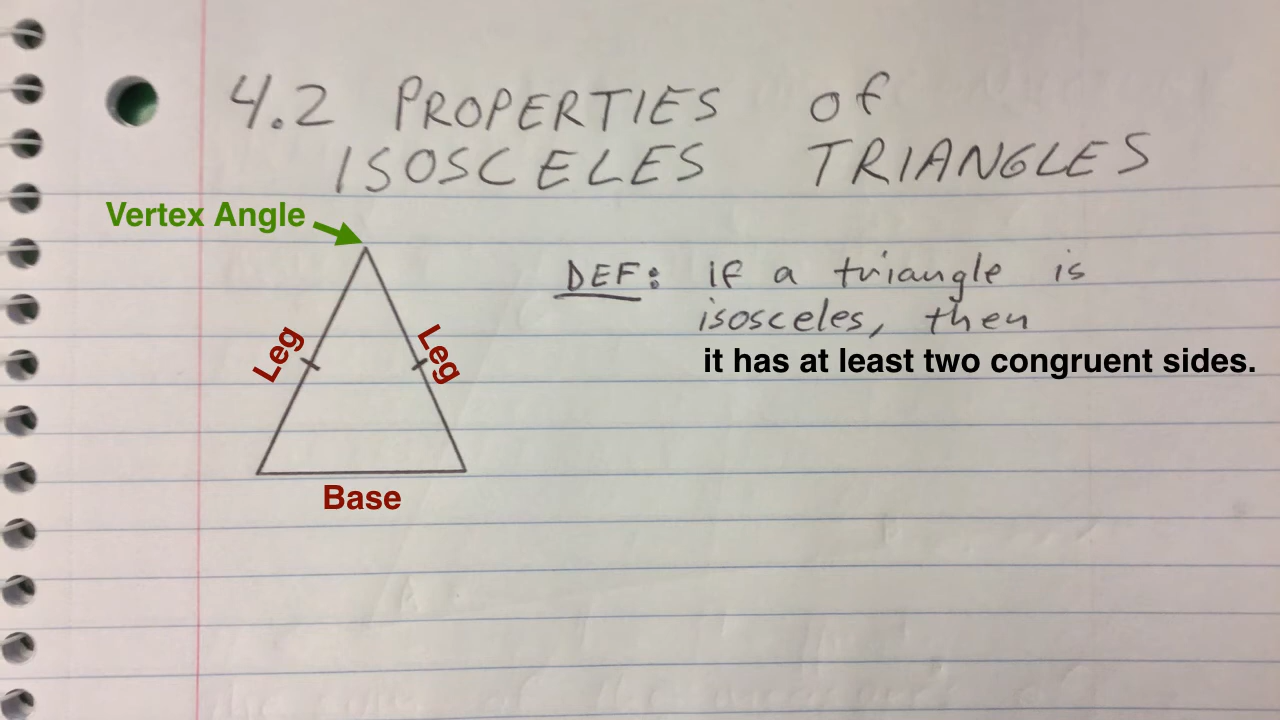 4.2 PROPERTIES of
ISOSCELES TRIANGLES
Vertex Angle
DEF: if a triangle is
isosceles, then
it has at least two congruent sides.
Leg
Leg
Base